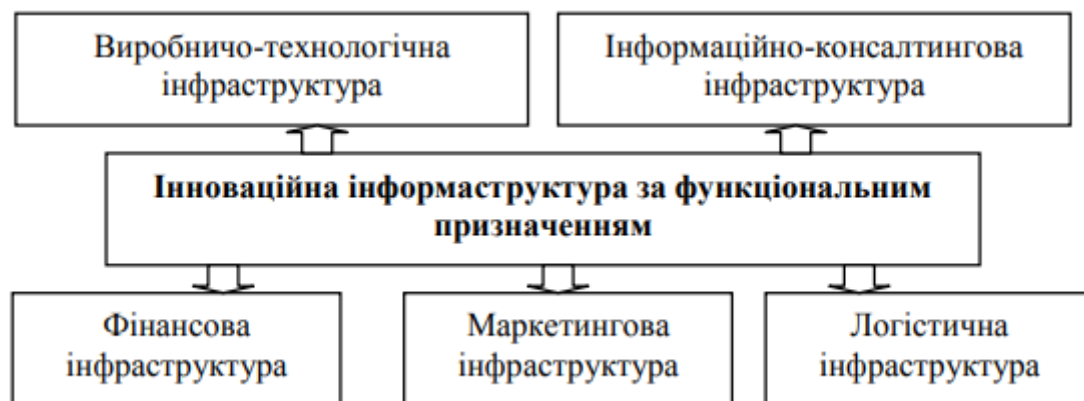 Виробничо-технологічна
інфраструктура
Інформаційно-консалтингова
інфраструктура
Інноваційна інформаструктура за функціональним
призначенням
Фінансова
інфраструктура
Маркетингова
інфраструктура
Логістична
інфраструктура